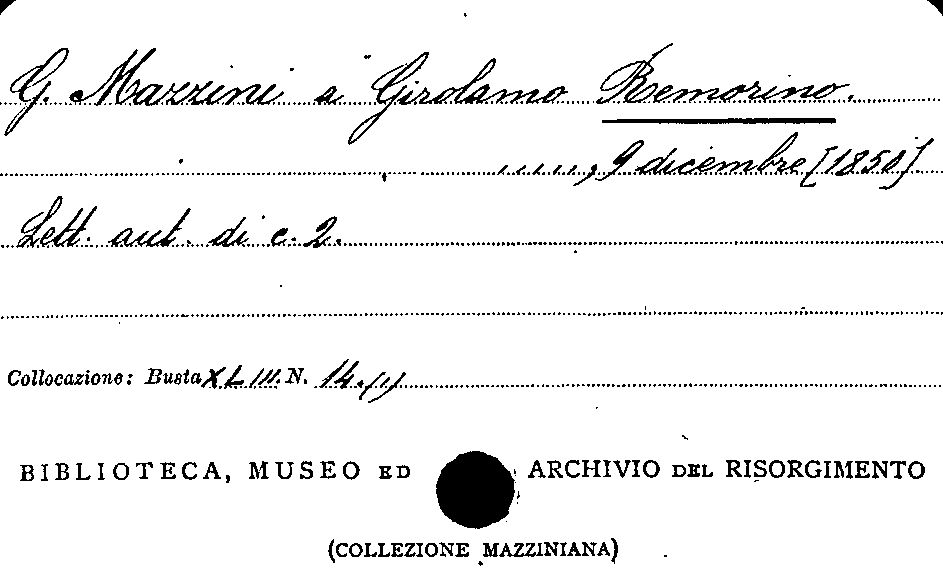 G. Mazzini a Girolamo Remorino.
......, 9 dicembre [1850].
Lett. aut. di c. 2.
Collocazione: Busta XLIII. N. 14.(1)
BIBLIOTECA, MUSEO ED ARCHIVIO DEL RISORGIMENTO
(COLLEZIONE MAZZINIANA)